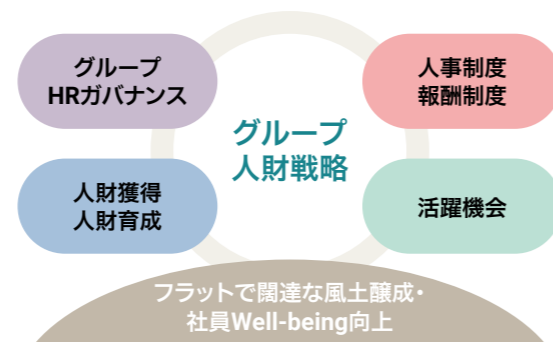 グループ
HRガバナンス
人事制度
報酬制度
グループ
人財戦略
人財獲得
人財育成
活躍機会
フラットで闊達な風土醸成・
社員Well-being向上